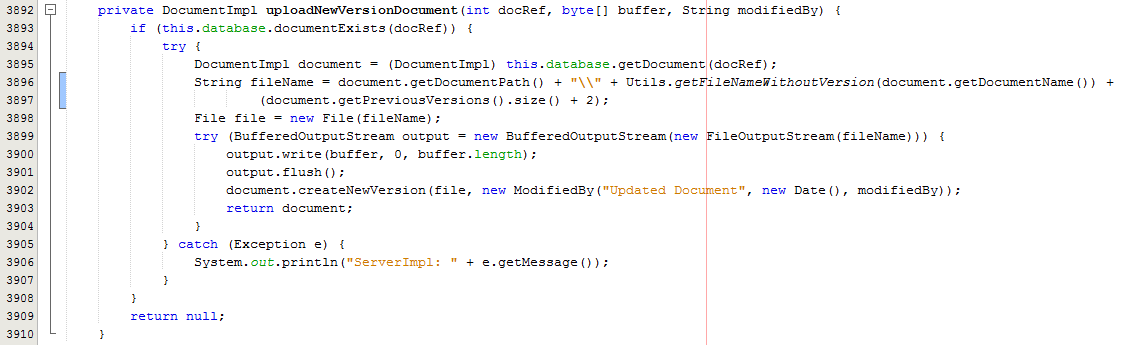 3892 private DocumentImpl uploadNewVersionDocument(int docRef, byte[] buffer, String modifiedBy) {
3893 if (this.database.documentExists(docRef)) {
3894 try {
3895 DocumentImpl document = (DocumentImpl) this.database.getDocument(docRef);
3896 String fileName = document.getDocumentPath() + "\\" + Utils.getFileNameWithoutVersion(document.getDocumentName()) +
3897 (document.getPreviousVersions().size() + 2);
3898 File file = new File(fileName);
3899 try (BufferedOutputStream output = new BufferedOutputStream(new FileOutputStream(fileName))) {
3900 output.write(buffer, 0, buffer.length);
3901 output.flush();
3902 document.createNewVersion(file, new ModifiedBy("Updated Document", new Date(), modifiedBy));
3903 return document;
3904 }
3905 } catch (Exception e) {
3906 System.out.println("ServerImpl: " + e.getMessage());
3907 }
3908 }
3909 return null;
3910 }